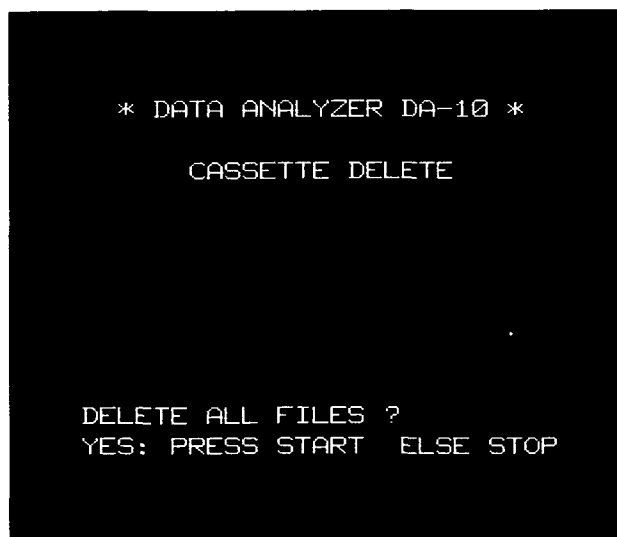 * DATA ANALYZER DA-10 *
CASSETTE DELETE
DELETE ALL FILES ?
YES: PRESS START ELSE STOP